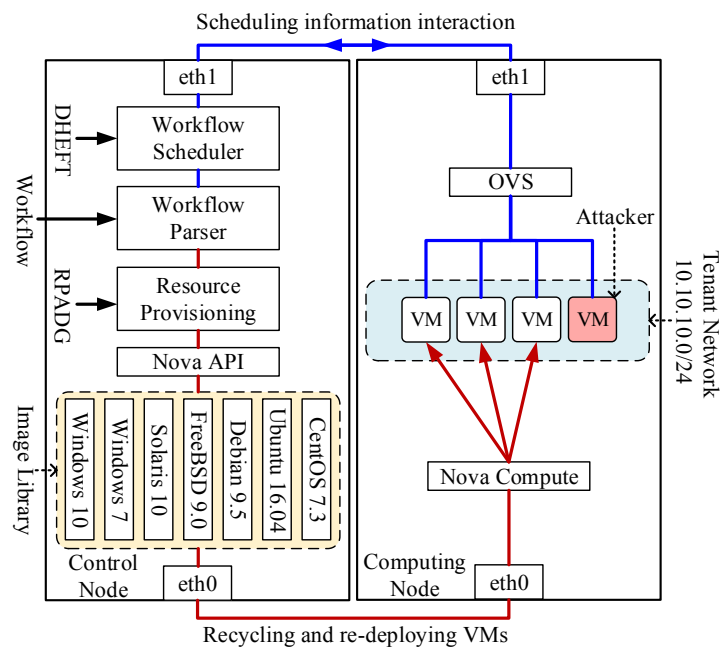 Scheduling information interaction
eth1
eth1
DHEFT
Workflow
Scheduler
Workflow
Workflow
Parser
RPADG
Resource
Provisioning
Nova API
Image Library
Windows 10
Windows 7
Solaris 10
FreeBSD 9.0
Debian 9.5
Ubuntu 16.04
CentOS 7.3
Control
Node
eth0
OVS
Attacker
VM
VM
VM
VM
Tenant Network
10.10.10.0/24
Nova Compute
Computing
Node
eth0
Recycling and re-deploying VMs